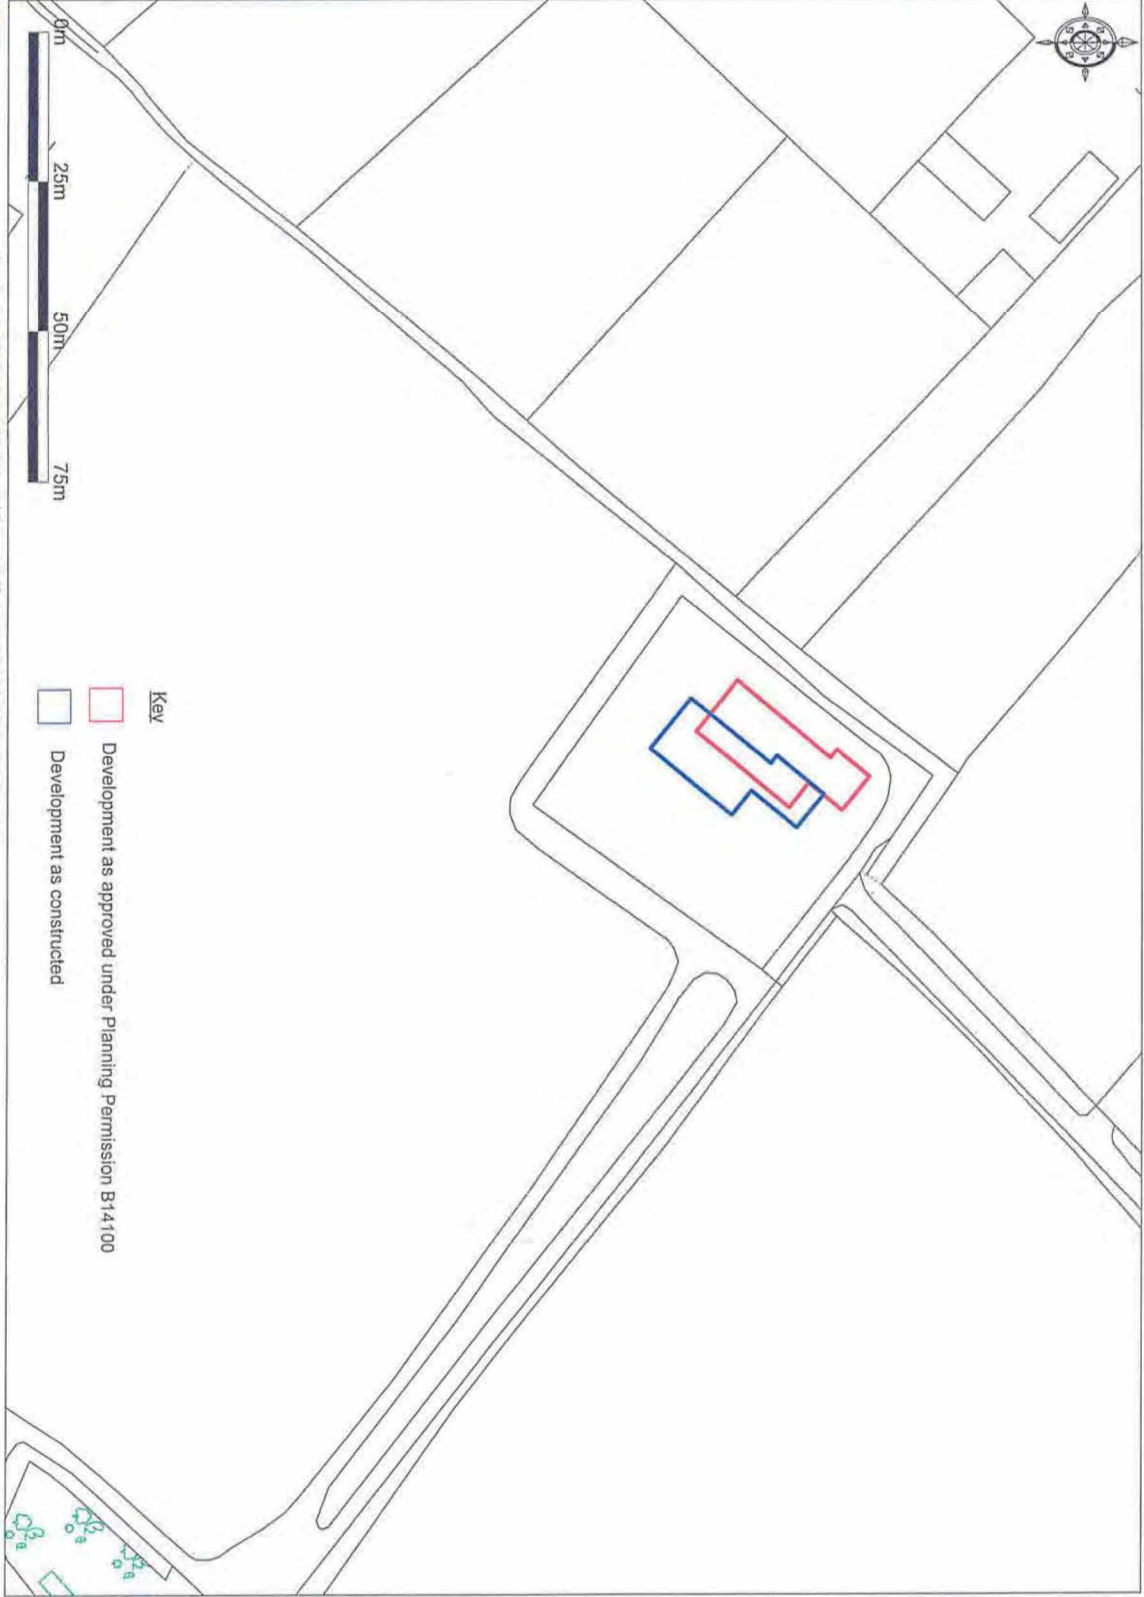 0m 25m 50m 75m
Key
Development as approved under Planning Permission B14100
Development as constructed